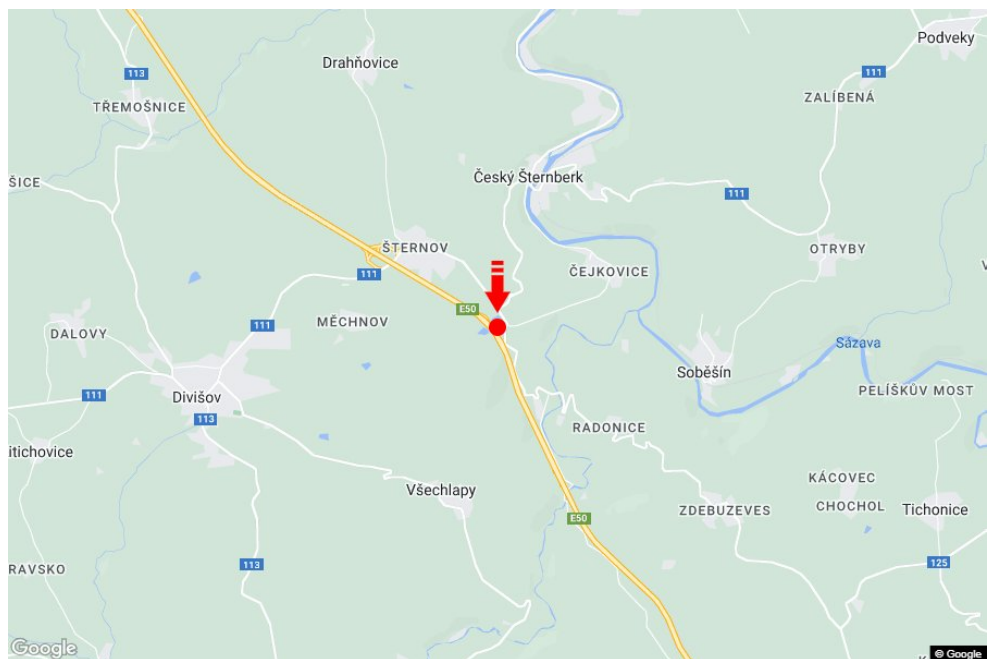 Podveky
Drahňovice
113
111
ZALÍBENÁ
TŘEMOŠNICE
Český Šternberk
ŠICE
111
ŠTERNOV
OTRYBY
111
ČEJKOVICE
V
E50
MĚCHNOV
111
DALOVY
Sázava
Soběšín
PELÍŠKŮV MOST
111
Divišov
113
RADONICE
itichovice
KÁCOVEC
Všechlapy
CHOCHOL
ZDEBUZEVES
Tichonice
E50
113
125
RAVSKO
Google
© Google